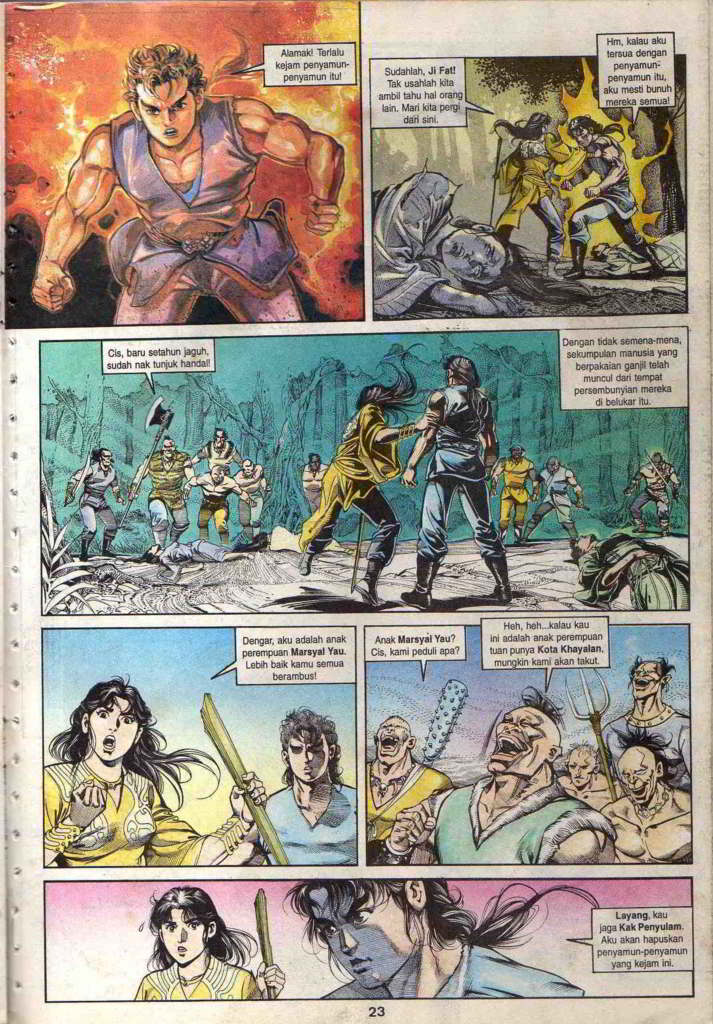 Alamak! Terlalu
kejam penyamun-
penyamun itu!
Sudahlah, Ji Fat!
Tak usahlah kita
ambil tahu hal orang
lain. Mari kita pergi
dari sini.
Hm, kalau aku
tersua dengan
penyamun-
penyamun itu,
aku mesti bunuh
mereka semua!
Cis, baru setahun jaguh,
sudah nak tunjuk handal!
Dengan tidak semena-mena,
sekumpulan manusia yang
berpakaian ganjil telah
muncul dari tempat
persembunyian mereka
di belukar itu.
Dengar, aku adalah anak
perempuan Marsyal Yau.
Lebih baik kamu semua
berambus!
Anak Marsyal Yau?
Cis, kami peduli apa?
Heh, heh...kalau kau
ini adalah anak perempuan
tuan punya Kota Khayalan,
mungkin kami akan takut.
Layang, kau
jaga Kak Penyulam.
Aku akan hapuskan
penyamun-penyamun
yang kejam ini.
23